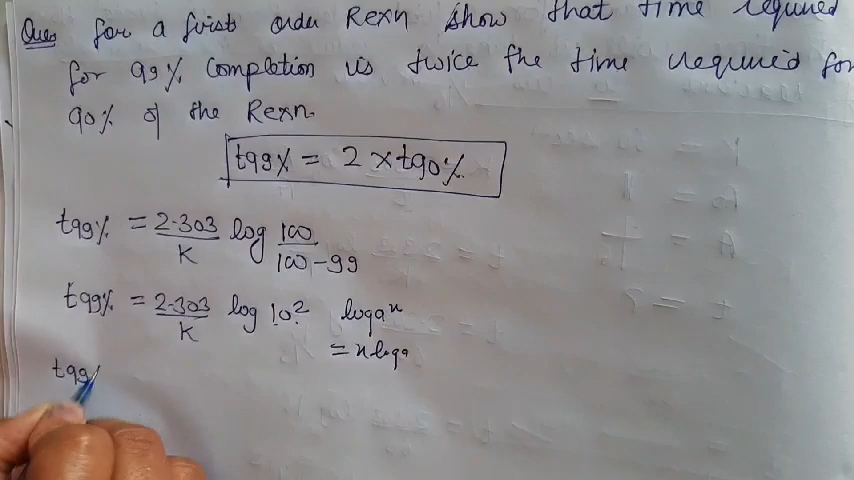 Ques for a first order Rexn show that time required
for 99% Completion is twice the time required for
90% of the Rexn.
t99% = 2 × t90%
t99% = 2.303/K log 100/100-99
t99% = 2.303/K log 10² logaˣ
= x loga
t99%